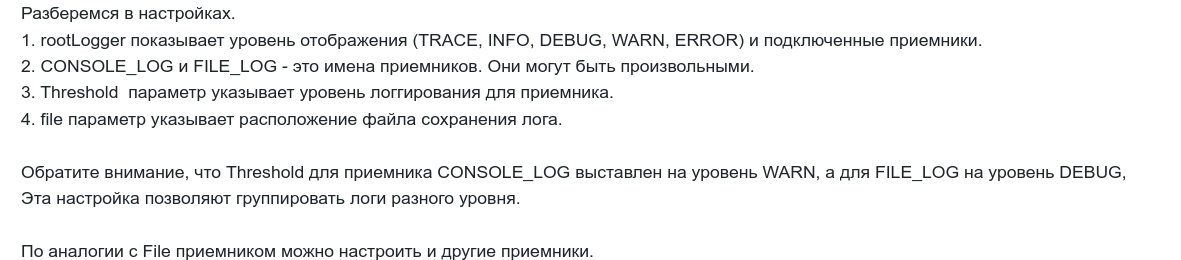 Разберемся в настройках.
1. rootLogger показывает уровень отображения (TRACE, INFO, DEBUG, WARN, ERROR) и подключенные приемники.
2. CONSOLE_LOG и FILE_LOG - это имена приемников. Они могут быть произвольными.
3. Threshold  параметр указывает уровень логгирования для приемника.
4. file параметр указывает расположение файла сохранения лога.
Обратите внимание, что Threshold для приемника CONSOLE_LOG выставлен на уровень WARN, а для FILE_LOG на уровень DEBUG,
Эта настройка позволяют группировать логи разного уровня.
По аналогии с File приемником можно настроить и другие приемники.